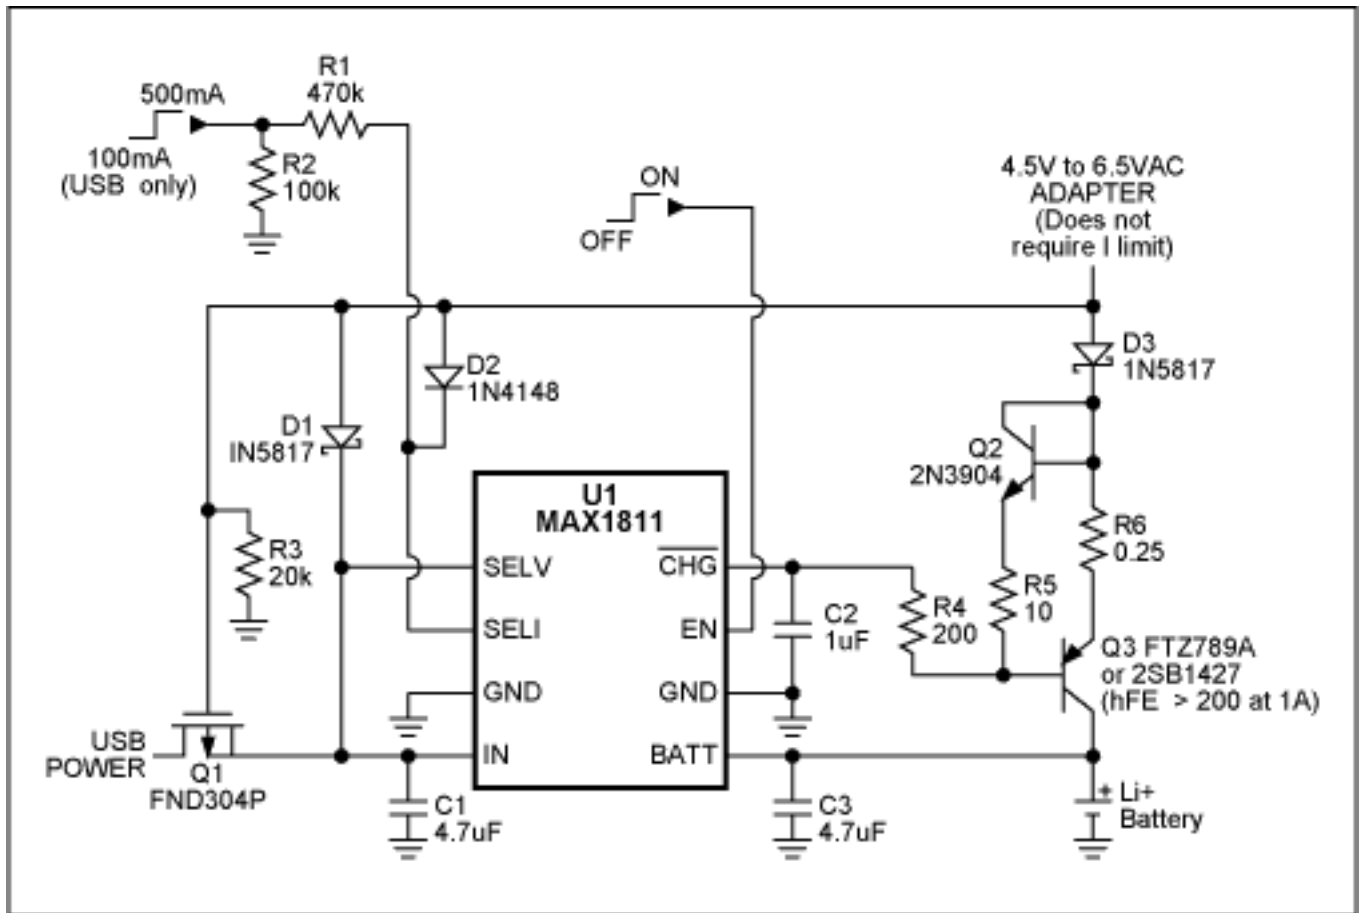 R1
470k
500mA
100mA
(USB only)
R2
100k
ON
OFF
4.5V to 6.5VAC
ADAPTER
(Does not
require I limit)
D3
1N5817
D2
1N4148
D1
IN5817
Q2
2N3904
U1
MAX1811
R6
0.25
R3
20k
SELV
CHG
R5
10
R4
200
C2
1uF
SELI
EN
Q3 FTZ789A
or 2SB1427
(hFE > 200 at 1A)
GND
GND
USB
POWER
Q1
FND304P
IN
BATT
C1
4.7uF
C3
4.7uF
+ Li+
Battery